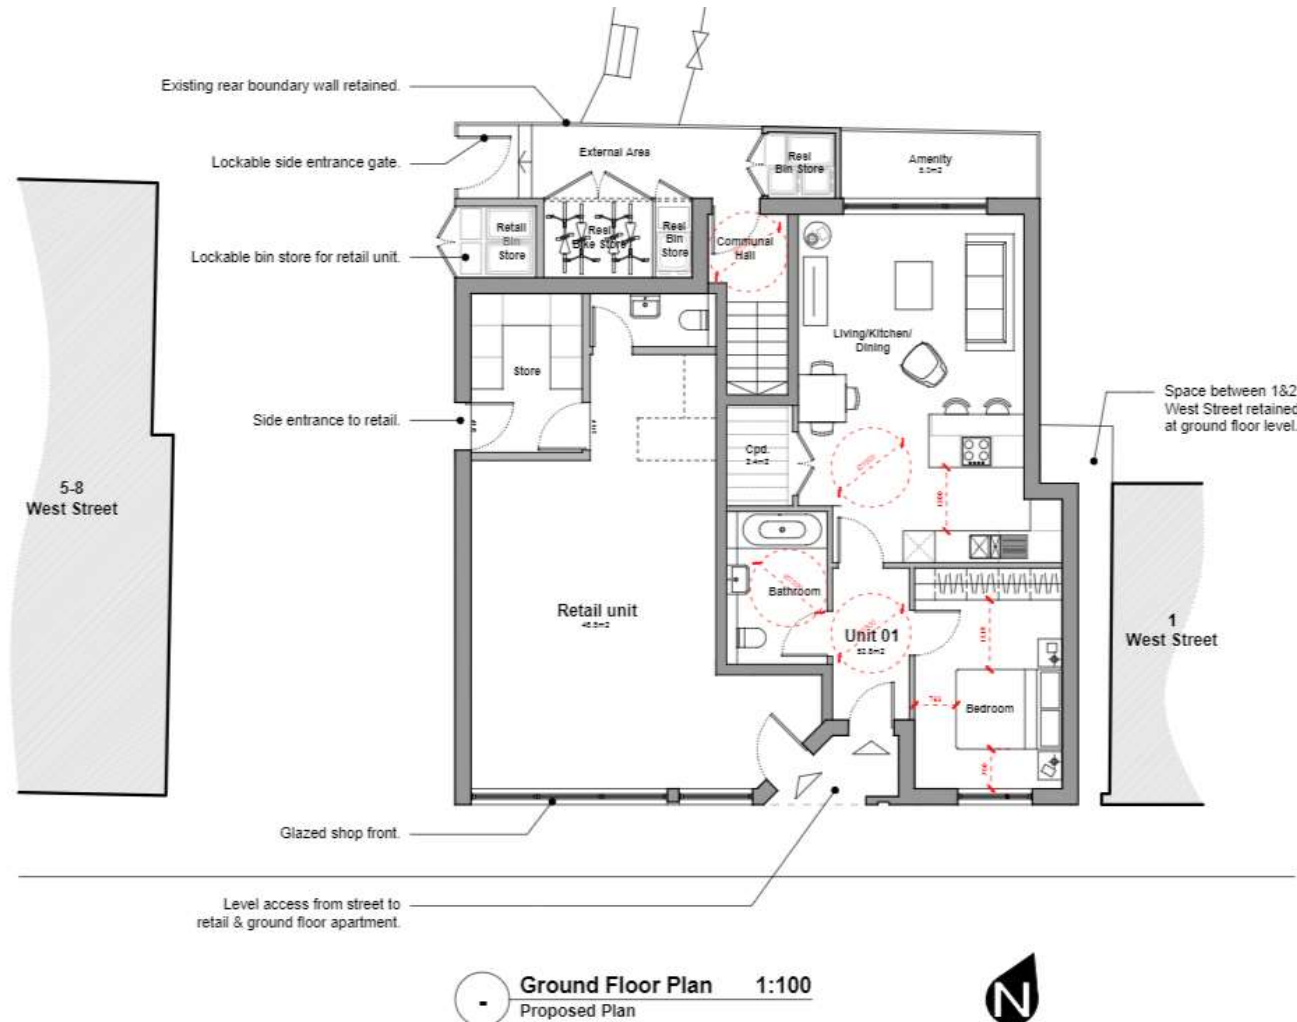 Existing rear boundary wall retained.
Lockable side entrance gate.
External Area
Resi
Bin Store
Amenity
Retail
Bin
Store
Resi
Bike Store
Resi
Bin
Store
Communal
Hall
Lockable bin store for retail unit.
Living/Kitchen/
Dining
Store
Side entrance to retail.
Space between 1&2
West Street retained
at ground floor level.
Cpd.
2.4m2
5-8
West Street
Bathroom
Retail unit
Unit 01
1
West Street
Bedroom
Glazed shop front.
Level access from street to
retail & ground floor apartment.
-
Ground Floor Plan 1:100
Proposed Plan
N